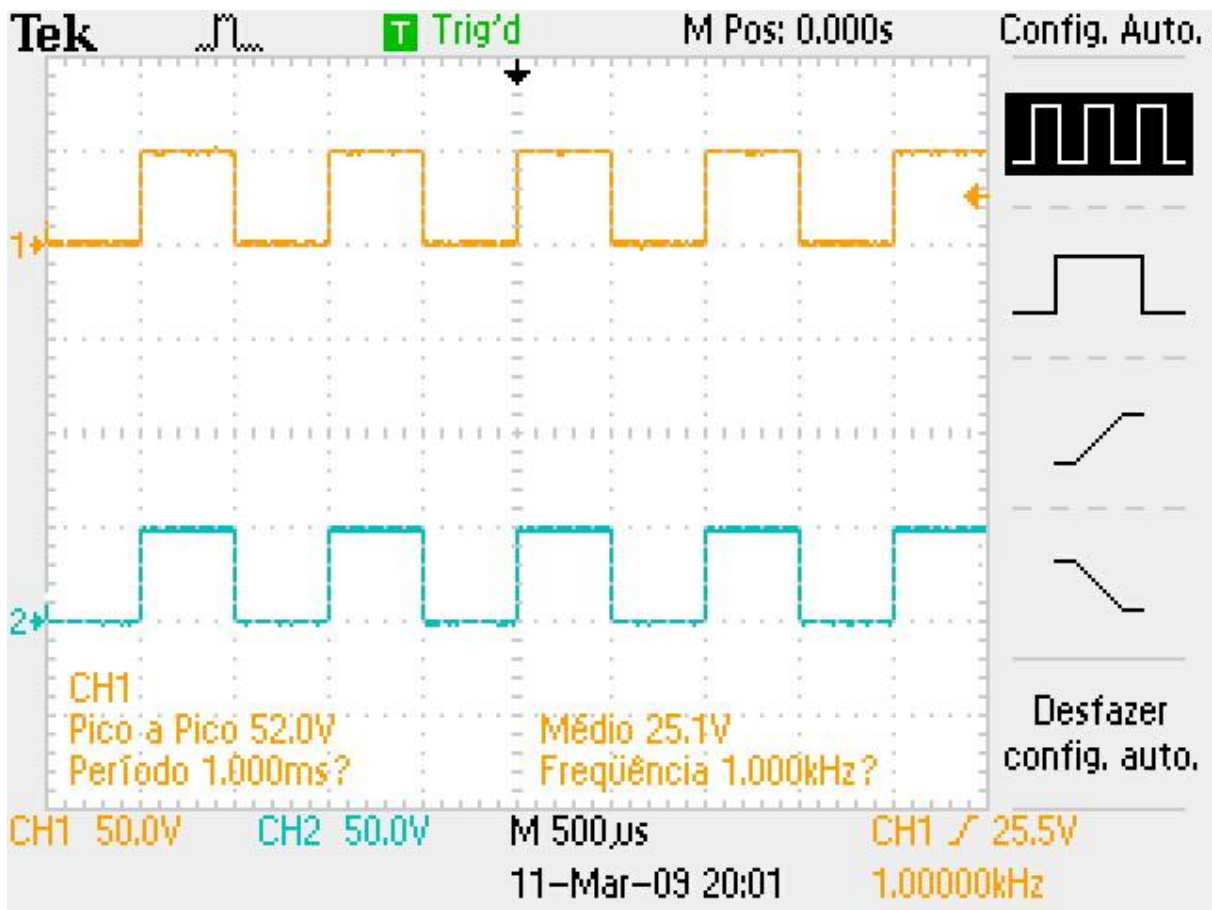 Tek T Trig'd M Pos: 0.000s Config. Auto.
1
2
CH1
Pico a Pico 52.0V Médio 25.1V
Período 1.000ms? Freqüência 1.000kHz?
Desfazer
config. auto.
CH1 50.0V CH2 50.0V M 500µs CH1 25.5V
11-Mar-09 20:01 1.00000kHz